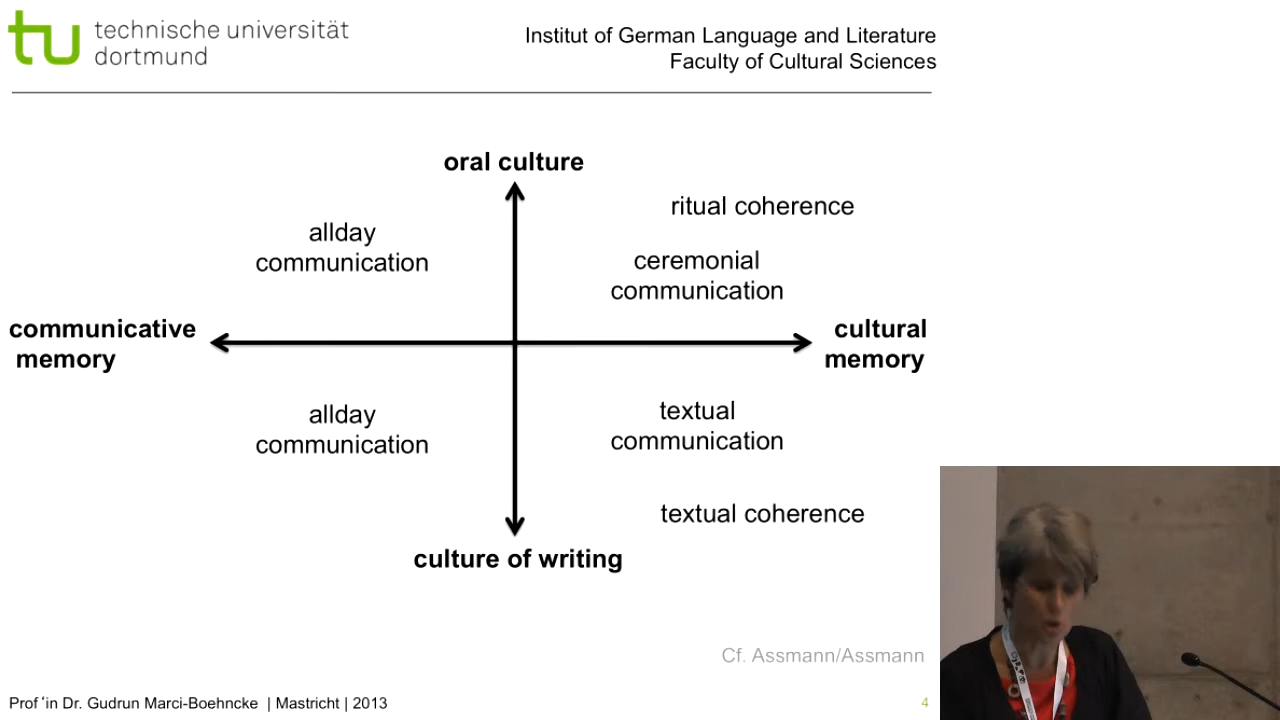 tu technische universität
dortmund
Institut of German Language and Literature
Faculty of Cultural Sciences
oral culture
ritual coherence
allday
communication
ceremonial
communication
communicative
memory
cultural
memory
allday
communication
textual
communication
textual coherence
culture of writing
Cf. Assmann/Assmann
Prof‘in Dr. Gudrun Marci-Boehncke | Mastricht | 2013
4